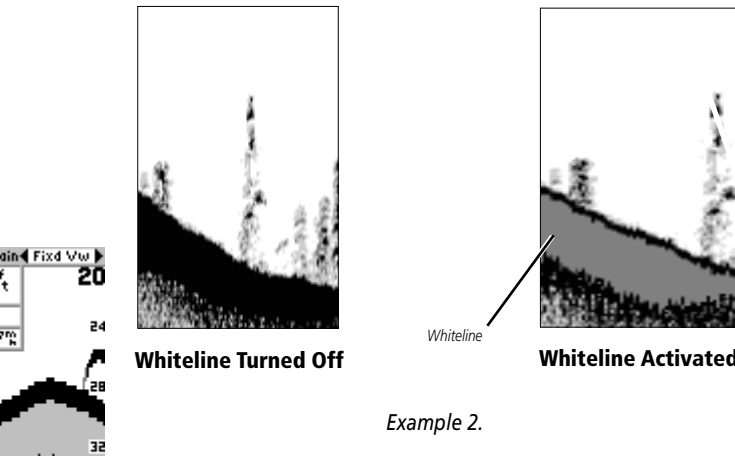 Fixd Vw
20
24
28
32
Whiteline
Whiteline Turned Off
Whiteline Activated
Example 2.